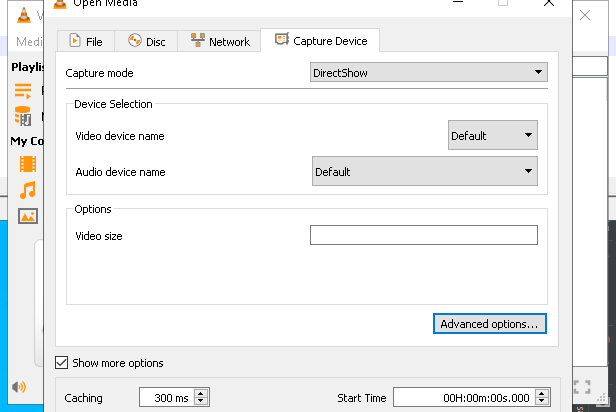 Open Media
Medi
File
Disc
Network
Capture Device
Playlis
Capture mode
DirectShow
Device Selection
Video device name
Default
My Co
Audio device name
Default
Options
Video size
Advanced options...
Show more options
Caching
300 ms
Start Time
00H:00m:00s.000